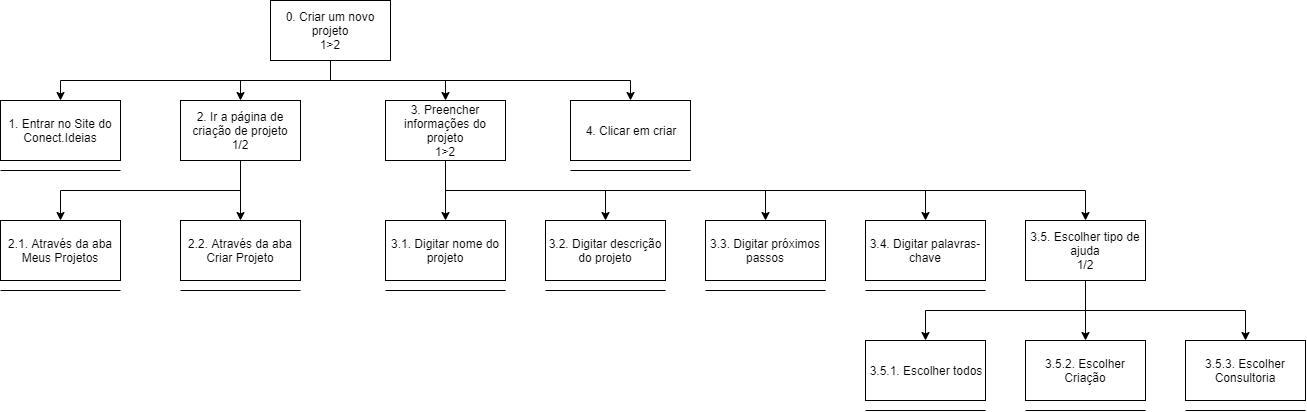 0. Criar um novo
projeto
1>2
1. Entrar no Site do
Conect.Ideias
2. Ir a página de
criação de projeto
1/2
3. Preencher
informações do
projeto
1>2
4. Clicar em criar
2.1. Através da aba
Meus Projetos
2.2. Através da aba
Criar Projeto
3.1. Digitar nome do
projeto
3.2. Digitar descrição
do projeto
3.3. Digitar próximos
passos
3.4. Digitar palavras-
chave
3.5. Escolher tipo de
ajuda
1/2
3.5.1. Escolher todos
3.5.2. Escolher
Criação
3.5.3. Escolher
Consultoria